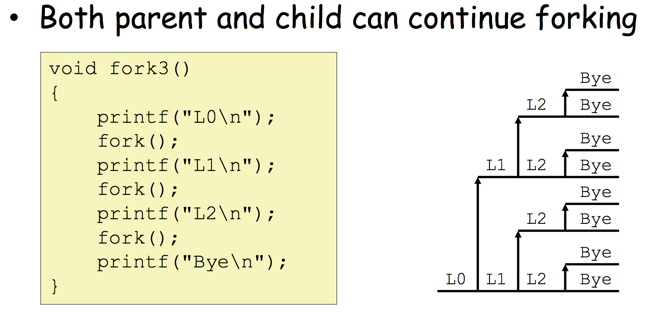 • Both parent and child can continue forking
void fork3()
{
    printf("L0\n");
    fork();
    printf("L1\n");
    fork();
    printf("L2\n");
    fork();
    printf("Bye\n");
}
Bye
L2 Bye
Bye
L1 L2 Bye
Bye
L2 Bye
Bye
L0 L1 L2 Bye